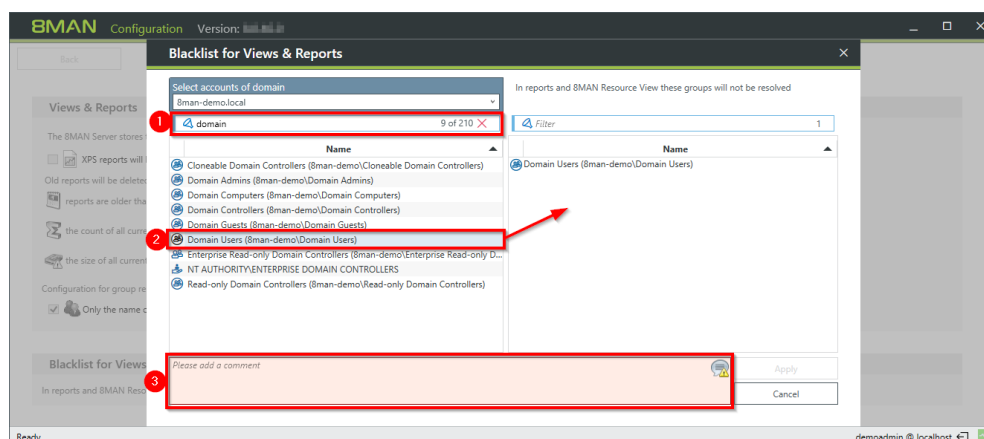 8MAN Configuration Version:
Back
Blacklist for Views & Reports
Views & Reports
The 8MAN Server stores
XPS reports will
Old reports will be deleted
reports are older tha
the count of all curre
the size of all current
Configuration for group re
Only the name o
Blacklist for Views
In reports and 8MAN Reso
Select accounts of domain
8man-demo.local
1
domain 9 of 210
Name
Cloneable Domain Controllers (8man-demo\Cloneable Domain Controllers)
Domain Admins (8man-demo\Domain Admins)
Domain Computers (8man-demo\Domain Computers)
Domain Controllers (8man-demo\Domain Controllers)
Domain Guests (8man-demo\Domain Guests)
2
Domain Users (8man-demo\Domain Users)
Enterprise Read-only Domain Controllers (8man-demo\Enterprise Read-only D...
NT AUTHORITY\ENTERPRISE DOMAIN CONTROLLERS
Read-only Domain Controllers (8man-demo\Read-only Domain Controllers)
In reports and 8MAN Resource View these groups will not be resolved
Filter 1
Name
Domain Users (8man-demo\Domain Users)
3
Please add a comment
Apply
Cancel
Ready
demoadmin @ localhost